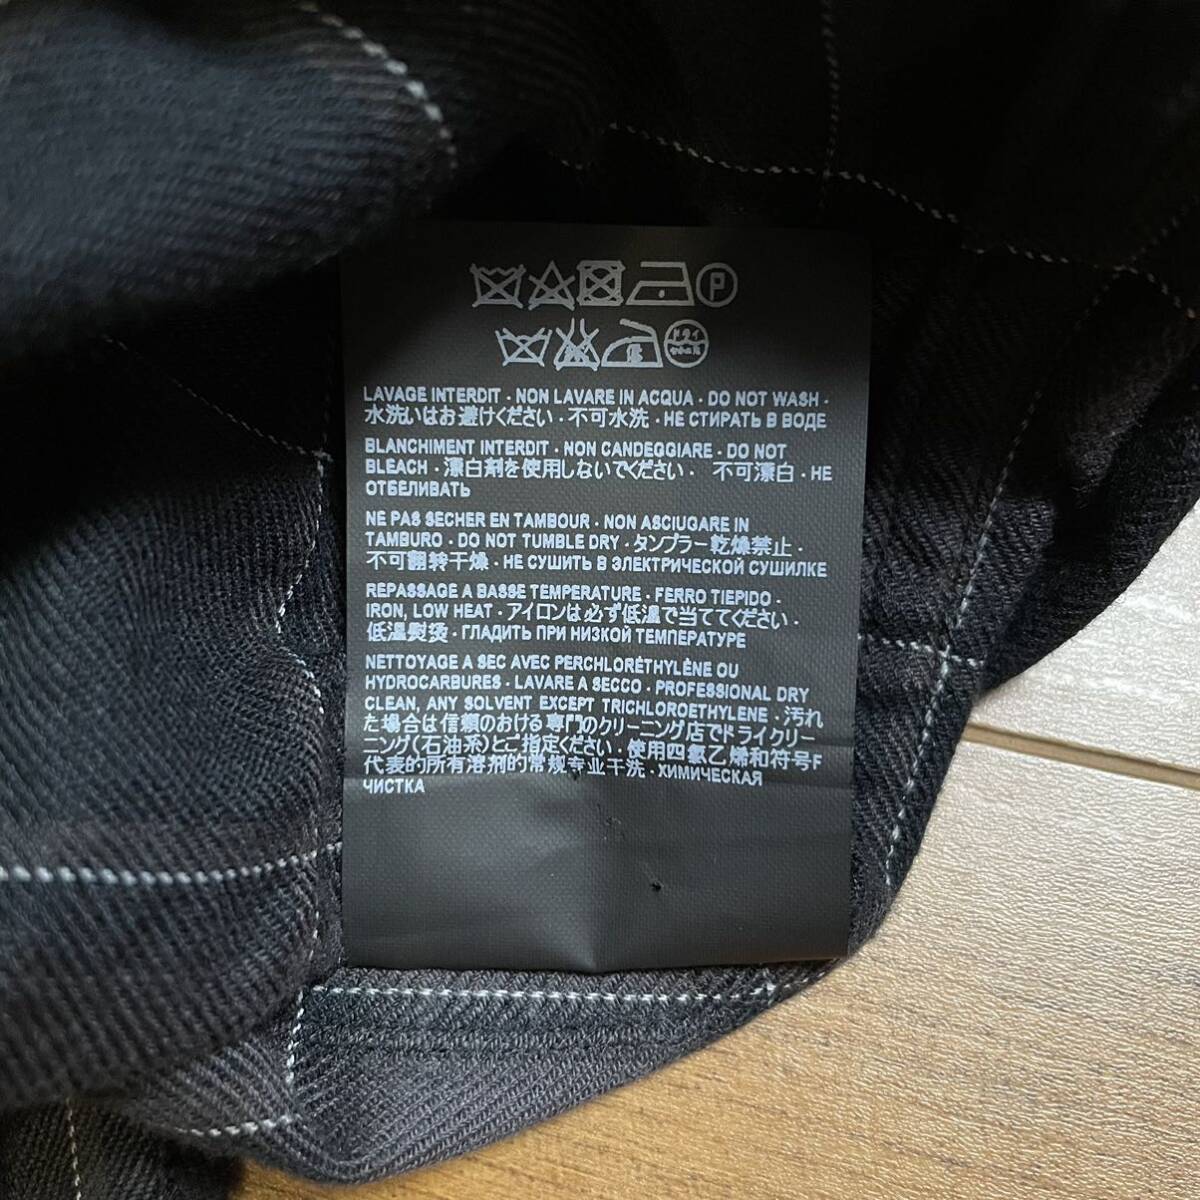 P
ドライ
セキユ系
LAVAGE INTERDIT - NON LAVARE IN ACQUA - DO NOT WASH -
水洗いはお避けください - 不可水洗 - НЕ СТИРАТЬ В ВОДЕ
BLANCHIMENT INTERDIT - NON CANDEGGIARE - DO NOT
BLEACH - 漂白剤を使用しないでください - 不可漂白 - НЕ
ОТБЕЛИВАТЬ
NE PAS SECHER EN TAMBOUR - NON ASCIUGARE IN
TAMBURO - DO NOT TUMBLE DRY - タンブラー乾燥禁止 -
不可翻转干燥 - НЕ СУШИТЬ В ЭЛЕКТРИЧЕСКОЙ СУШИЛКЕ
REPASSAGE A BASSE TEMPERATURE - FERRO TIEPIDO -
IRON, LOW HEAT - アイロンは必ず低温で当ててください -
低温熨烫 - ГЛАДИТЬ ПРИ НИЗКОЙ ТЕМПЕРАТУРЕ
NETTOYAGE A SEC AVEC PERCHLORÉTHYLÈNE OU
HYDROCARBURES - LAVARE A SECCO - PROFESSIONAL DRY
CLEAN, ANY SOLVENT EXCEPT TRICHLOROETHYLENE - 汚れ
た場合は信頼のおける専門のクリーニング店でドライクリー
ニング(石油系)とご指定ください - 使用四氯乙烯和符号F
代表的所有溶剂的常规专业干洗 - ХИМИЧЕСКАЯ
ЧИСТКА